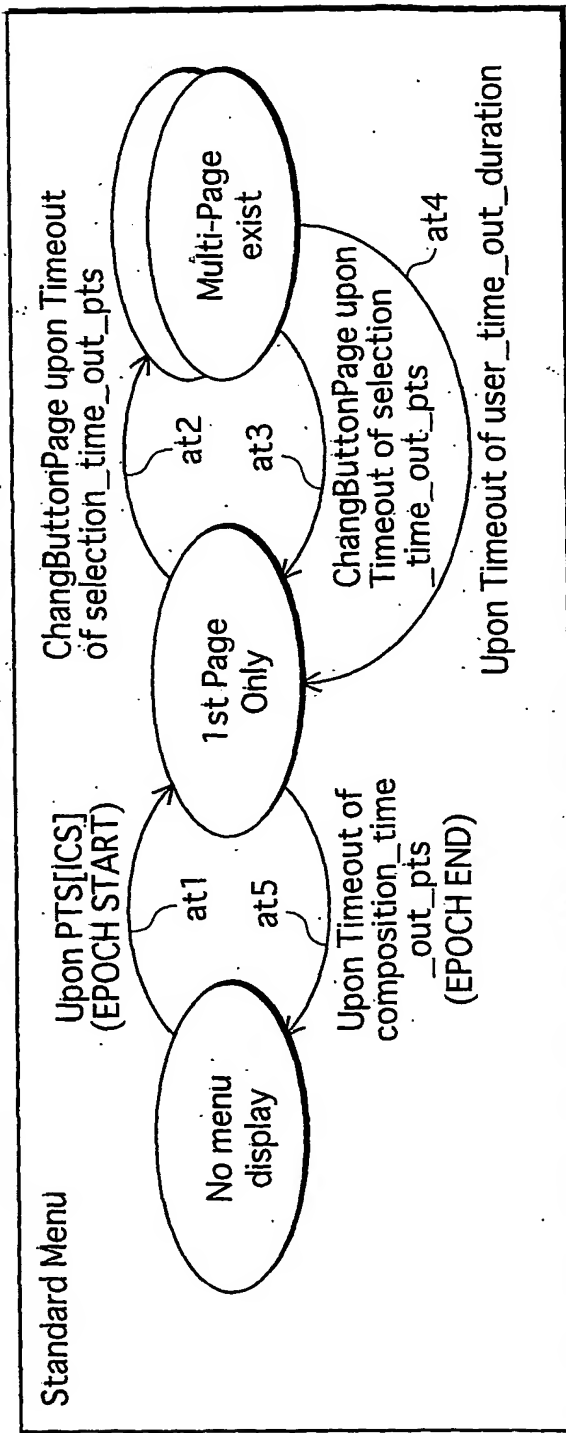 Standard Menu
No menu
display
Upon PTS[ICS]
(EPOCH START)
at1
at5
Upon Timeout of
composition_time
_out_pts
(EPOCH END)
1st Page
Only
ChangButtonPage upon Timeout
of selection_time_out_pts
at2
at3
ChangButtonPage upon
Timeout of selection
_time_out_pts
Multi-Page
exist
at4
Upon Timeout of user_time_out_duration